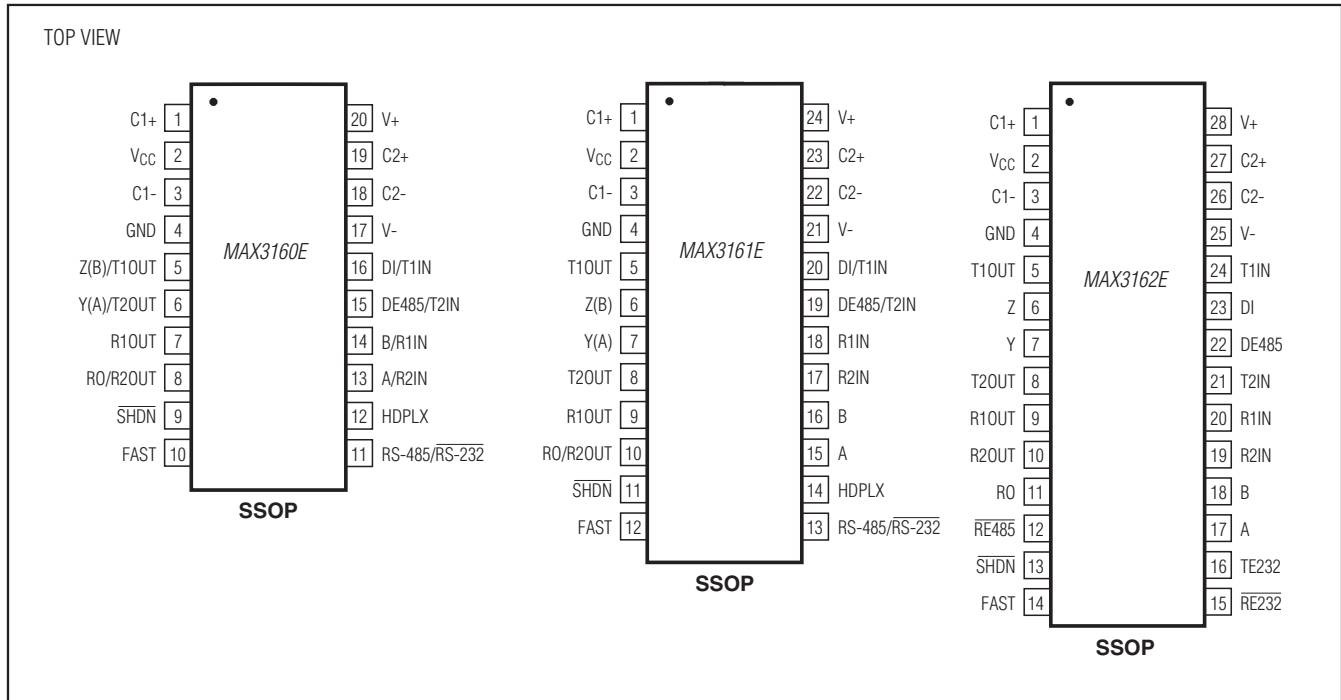 TOP VIEW
C1+ 1
VCC 2
C1- 3
GND 4
Z(B)/T1OUT 5
Y(A)/T2OUT 6
R1OUT 7
RO/R2OUT 8
SHDN 9
FAST 10
MAX3160E
20 V+
19 C2+
18 C2-
17 V-
16 DI/T1IN
15 DE485/T2IN
14 B/R1IN
13 A/R2IN
12 HDPLX
11 RS-485/RS-232
SSOP
C1+ 1
VCC 2
C1- 3
GND 4
T1OUT 5
Z(B) 6
Y(A) 7
T2OUT 8
R1OUT 9
RO/R2OUT 10
SHDN 11
FAST 12
MAX3161E
24 V+
23 C2+
22 C2-
21 V-
20 DI/T1IN
19 DE485/T2IN
18 R1IN
17 R2IN
16 B
15 A
14 HDPLX
13 RS-485/RS-232
SSOP
C1+ 1
VCC 2
C1- 3
GND 4
T1OUT 5
Z 6
Y 7
T2OUT 8
R1OUT 9
R2OUT 10
RO 11
RE485 12
SHDN 13
FAST 14
MAX3162E
28 V+
27 C2+
26 C2-
25 V-
24 T1IN
23 DI
22 DE485
21 T2IN
20 R1IN
19 R2IN
18 B
17 A
16 TE232
15 RE232
SSOP